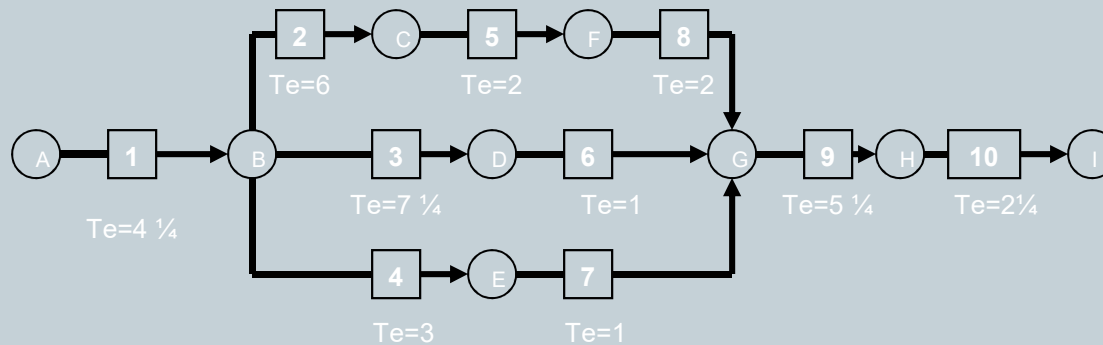 2 C 5 F 8
Te=6 Te=2 Te=2
A 1 B 3 D 6 G 9 H 10 I
Te=4 ¼ Te=7 ¼ Te=1 Te=5 ¼ Te=2¼
4 E 7
Te=3 Te=1